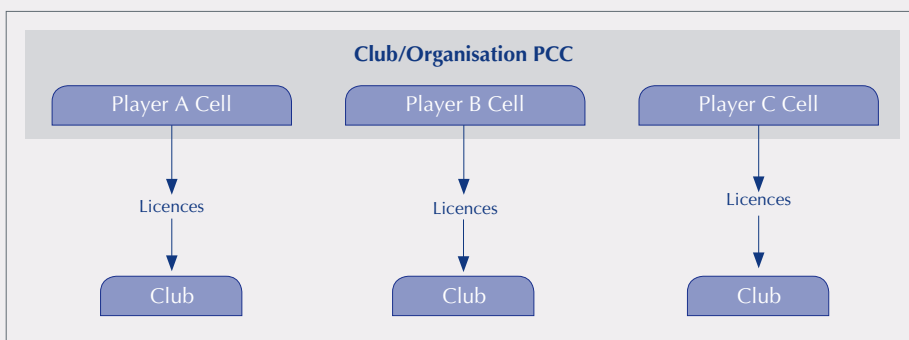 Club/Organisation PCC
Player A Cell
Player B Cell
Player C Cell
Licences
Licences
Licences
Club
Club
Club